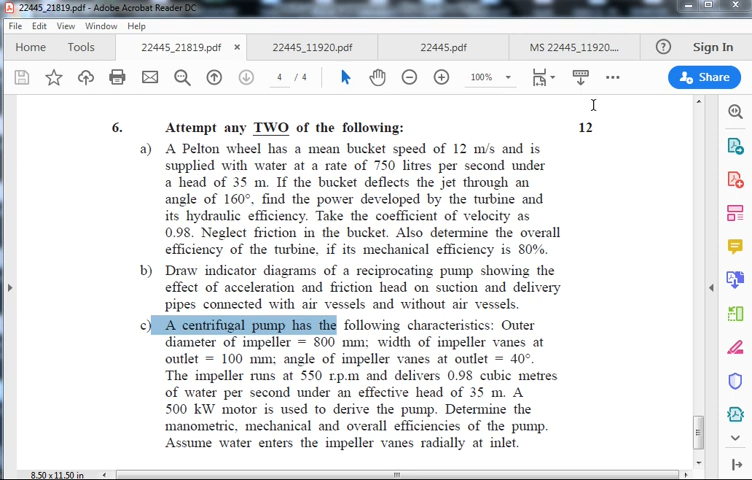 22445_21819.pdf - Adobe Acrobat Reader DC
File Edit View Window Help
Home Tools 22445_21819.pdf × 22445_11920.pdf 22445.pdf MS 22445_11920.... Sign In
4 / 4 100% Share
6. Attempt any TWO of the following: 12
a) A Pelton wheel has a mean bucket speed of 12 m/s and is
supplied with water at a rate of 750 litres per second under
a head of 35 m. If the bucket deflects the jet through an
angle of 160°, find the power developed by the turbine and
its hydraulic efficiency. Take the coefficient of velocity as
0.98. Neglect friction in the bucket. Also determine the overall
efficiency of the turbine, if its mechanical efficiency is 80%.
b) Draw indicator diagrams of a reciprocating pump showing the
effect of acceleration and friction head on suction and delivery
pipes connected with air vessels and without air vessels.
c) A centrifugal pump has the following characteristics: Outer
diameter of impeller = 800 mm; width of impeller vanes at
outlet = 100 mm; angle of impeller vanes at outlet = 40°.
The impeller runs at 550 r.p.m and delivers 0.98 cubic metres
of water per second under an effective head of 35 m. A
500 kW motor is used to derive the pump. Determine the
manometric, mechanical and overall efficiencies of the pump.
Assume water enters the impeller vanes radially at inlet.
8.50 x 11.50 in